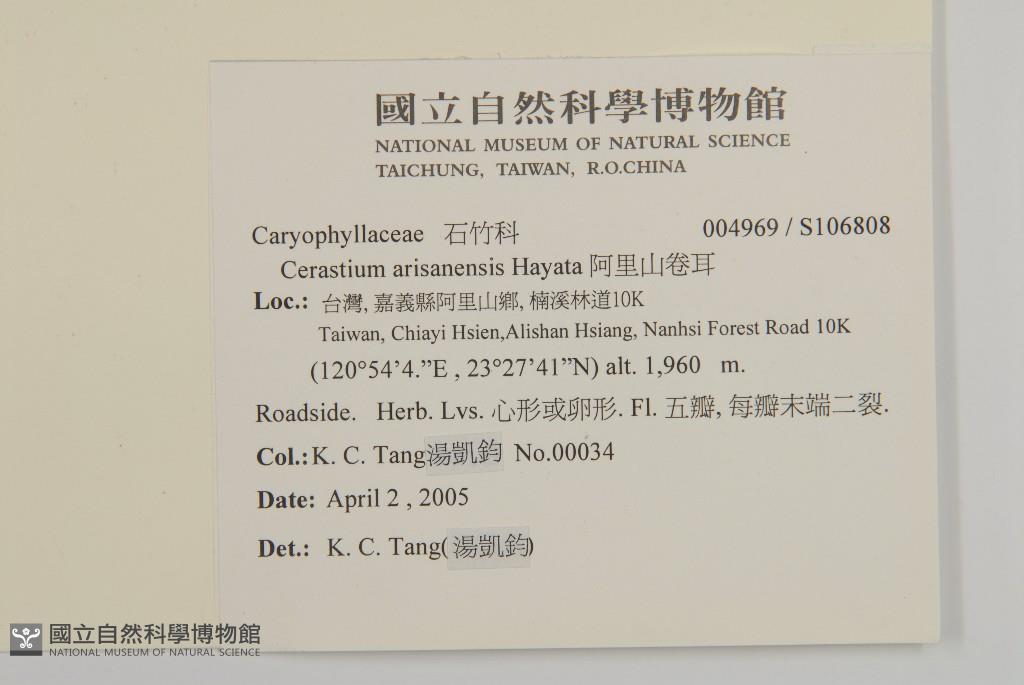 國立自然科學博物館
NATIONAL MUSEUM OF NATURAL SCIENCE
TAICHUNG, TAIWAN, R.O.CHINA
Caryophyllaceae 石竹科 004969 / S106808
Cerastium arisanensis Hayata 阿里山卷耳
Loc.: 台灣, 嘉義縣阿里山鄉, 楠溪林道10K
Taiwan, Chiayi Hsien,Alishan Hsiang, Nanhsi Forest Road 10K
(120°54’4.”E , 23°27’41”N) alt. 1,960 m.
Roadside. Herb. Lvs. 心形或卵形. Fl. 五瓣, 每瓣末端二裂.
Col.: K. C. Tang湯凱鈞 No.00034
Date: April 2 , 2005
Det.: K. C. Tang(湯凱鈞)
國立自然科學博物館
NATIONAL MUSEUM OF NATURAL SCIENCE